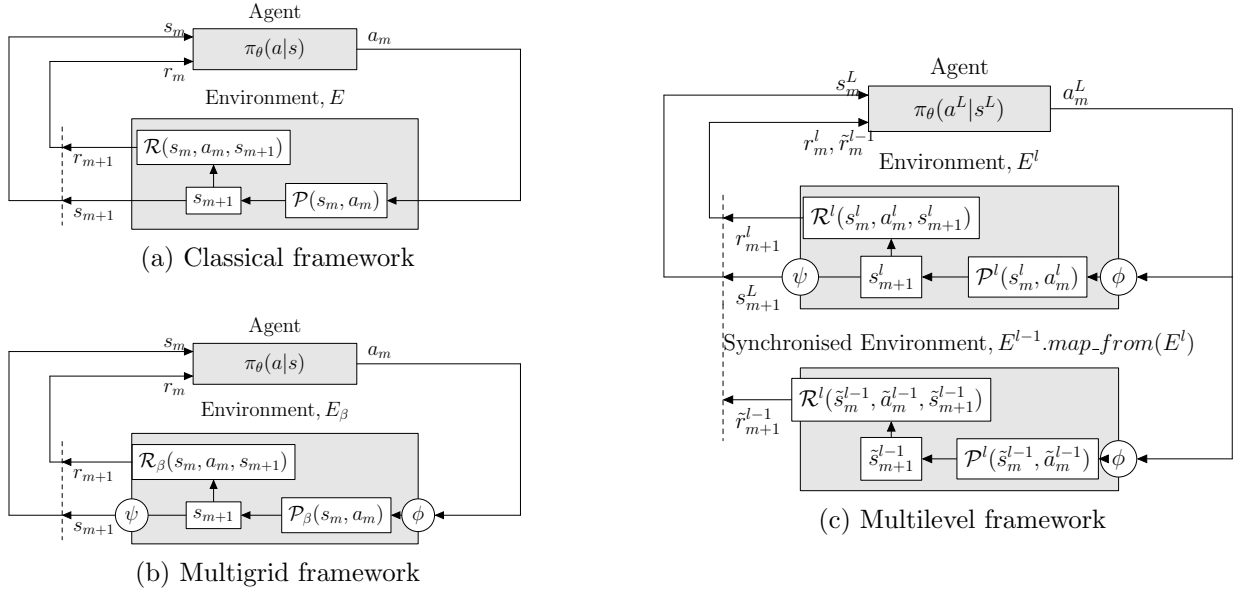 Agent
s_m
a_m
π_θ(a|s)
r_m
Environment, E
R(s_m, a_m, s_{m+1})
r_{m+1}
s_{m+1}
s_{m+1}
P(s_m, a_m)
(a) Classical framework
Agent
s_m
a_m
π_θ(a|s)
r_m
Environment, E_β
R_β(s_m, a_m, s_{m+1})
r_{m+1}
s_{m+1}
ψ
s_{m+1}
P_β(s_m, a_m)
ϕ
(b) Multigrid framework
Agent
s_m^L
a_m^L
π_θ(a^L|s^L)
r_m^l, r̃_m^{l-1}
Environment, E^l
R^l(s_m^l, a_m^l, s_{m+1}^l)
r_{m+1}^l
s_{m+1}^L
ψ
s_{m+1}^l
P^l(s_m^l, a_m^l)
ϕ
Synchronised Environment, E^{l-1}.map_from(E^l)
R^l(s̃_m^{l-1}, ã_m^{l-1}, s̃_{m+1}^{l-1})
r̃_{m+1}^{l-1}
s̃_{m+1}^{l-1}
P^l(s̃_m^{l-1}, ã_m^{l-1})
ϕ
(c) Multilevel framework